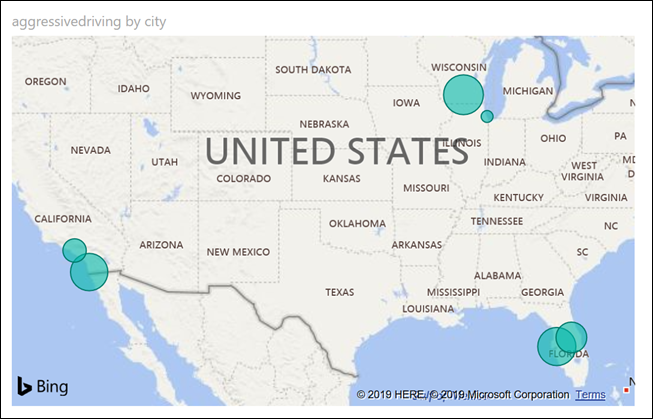 aggressivedriving by city
SOUTH DAKOTA
WISCONSIN
OREGON
IDAHO
WYOMING
MICHIGAN
IOWA
NEBRASKA
NEVADA
UTAH
UNITED STATES
ILLINOIS
OHIO
PA
COLORADO
KANSAS
INDIANA
MISSOURI
WEST
VIRGINIA
KENTUCKY
VIRGINIA
CALIFORNIA
OKLAHOMA
TENNESSEE
NC
ARIZONA
NEW MEXICO
ARKANSAS
SC
ALABAMA
TEXAS
MISSISSIPPI
GEORGIA
LOUISIANA
FLORIDA
Bing
© 2019 HERE, © 2019 Microsoft Corporation Terms